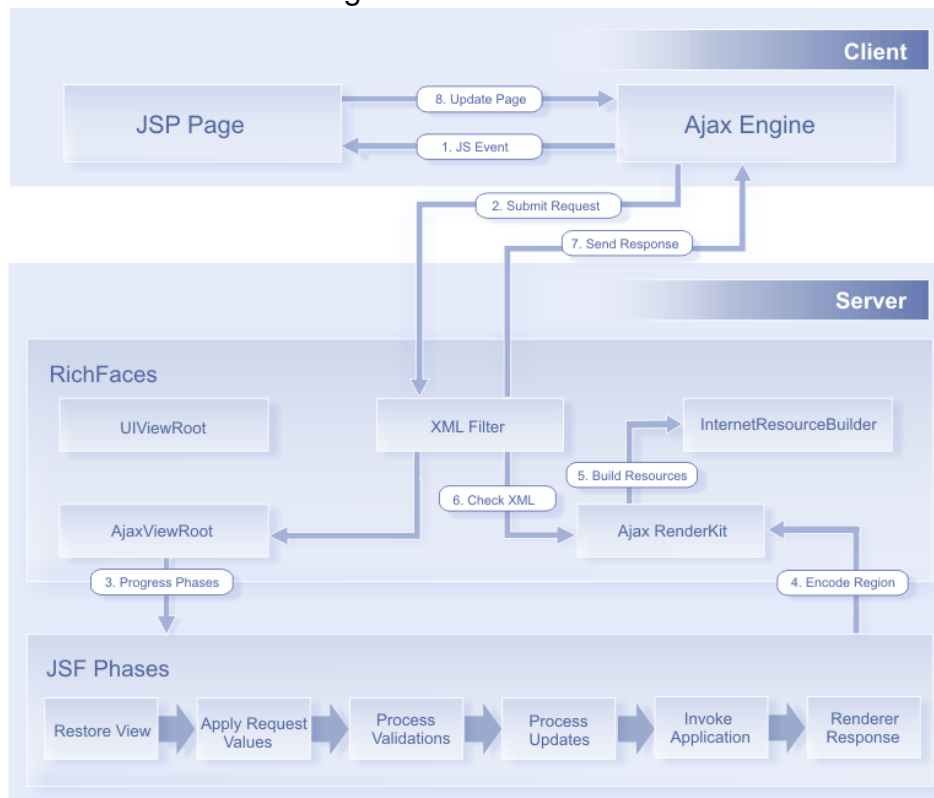 Client
JSP Page
8. Update Page
Ajax Engine
1. JS Event
2. Submit Request
7. Send Response
Server
RichFaces
UIViewRoot
XML Filter
InternetResourceBuilder
5. Build Resources
6. Check XML
AjaxViewRoot
Ajax RenderKit
3. Progress Phases
4. Encode Region
JSF Phases
Restore View
Apply Request
Values
Process
Validations
Process
Updates
Invoke
Application
Renderer
Response